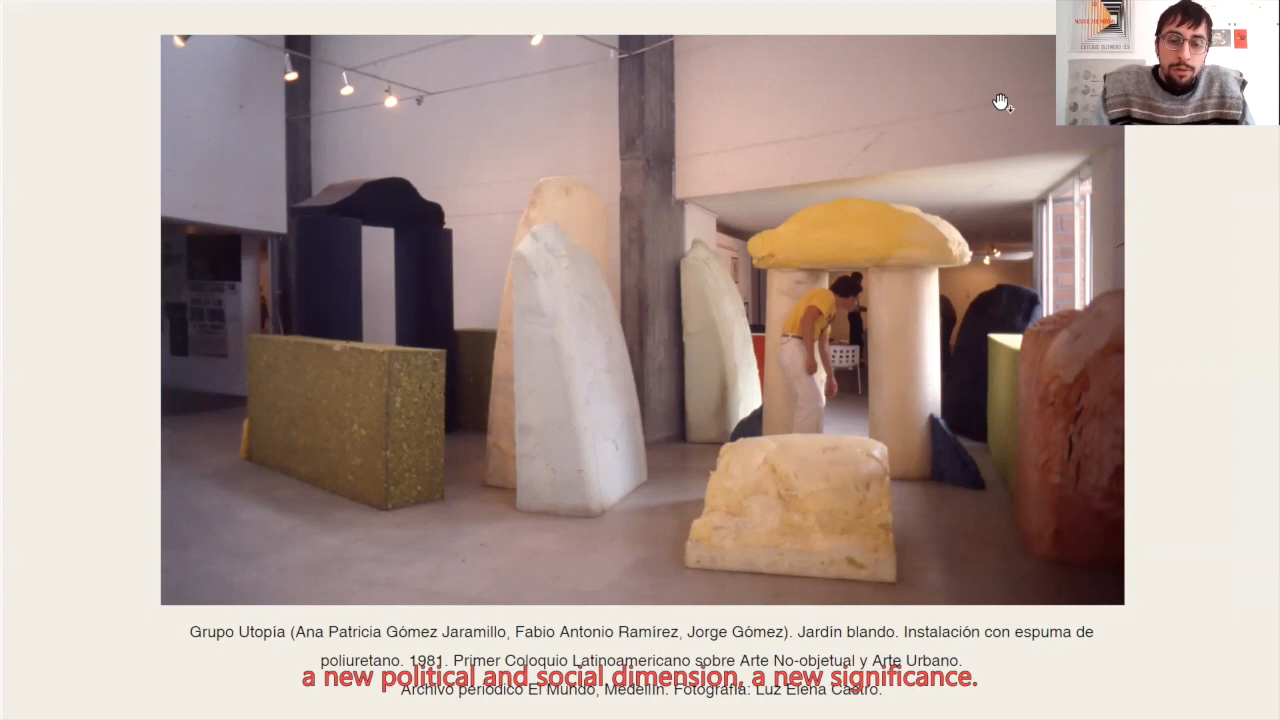 Grupo Utopía (Ana Patricia Gómez Jaramillo, Fabio Antonio Ramírez, Jorge Gómez). Jardín blando. Instalación con espuma de
poliuretano. 1981. Primer Coloquio Latinoamericano sobre Arte No-objetual y Arte Urbano.
a new political and social dimension, a new significance.
Archivo periódico El Mundo, Medellín. Fotografía: Luz Elena Castro.